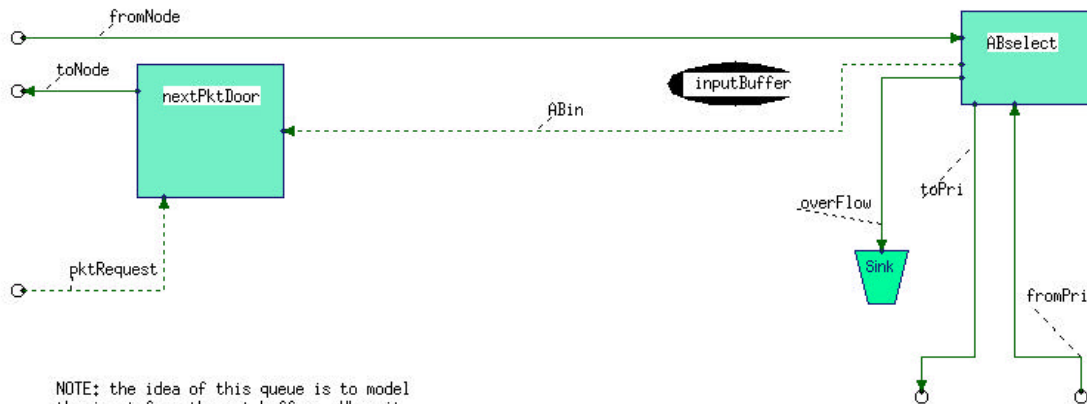 fromNode
ABselect
toNode
nextPktDoor
inputBuffer
ABin
toPri
overFlow
Sink
pktRequest
fromPri
NOTE: the idea of this queue is to model